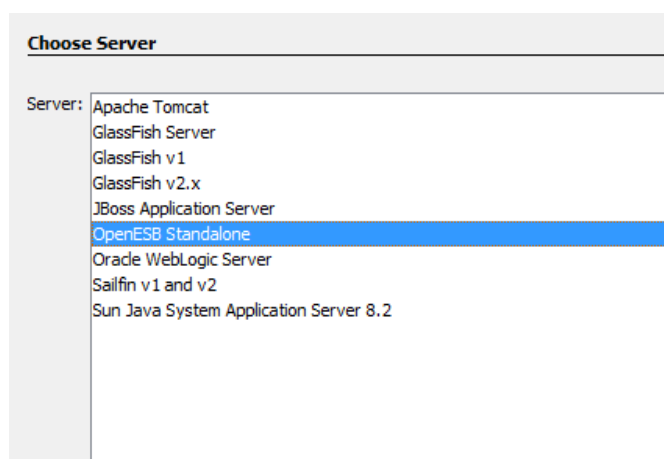 Choose Server
Server:
Apache Tomcat
GlassFish Server
GlassFish v1
GlassFish v2.x
JBoss Application Server
OpenESB Standalone
Oracle WebLogic Server
Sailfin v1 and v2
Sun Java System Application Server 8.2